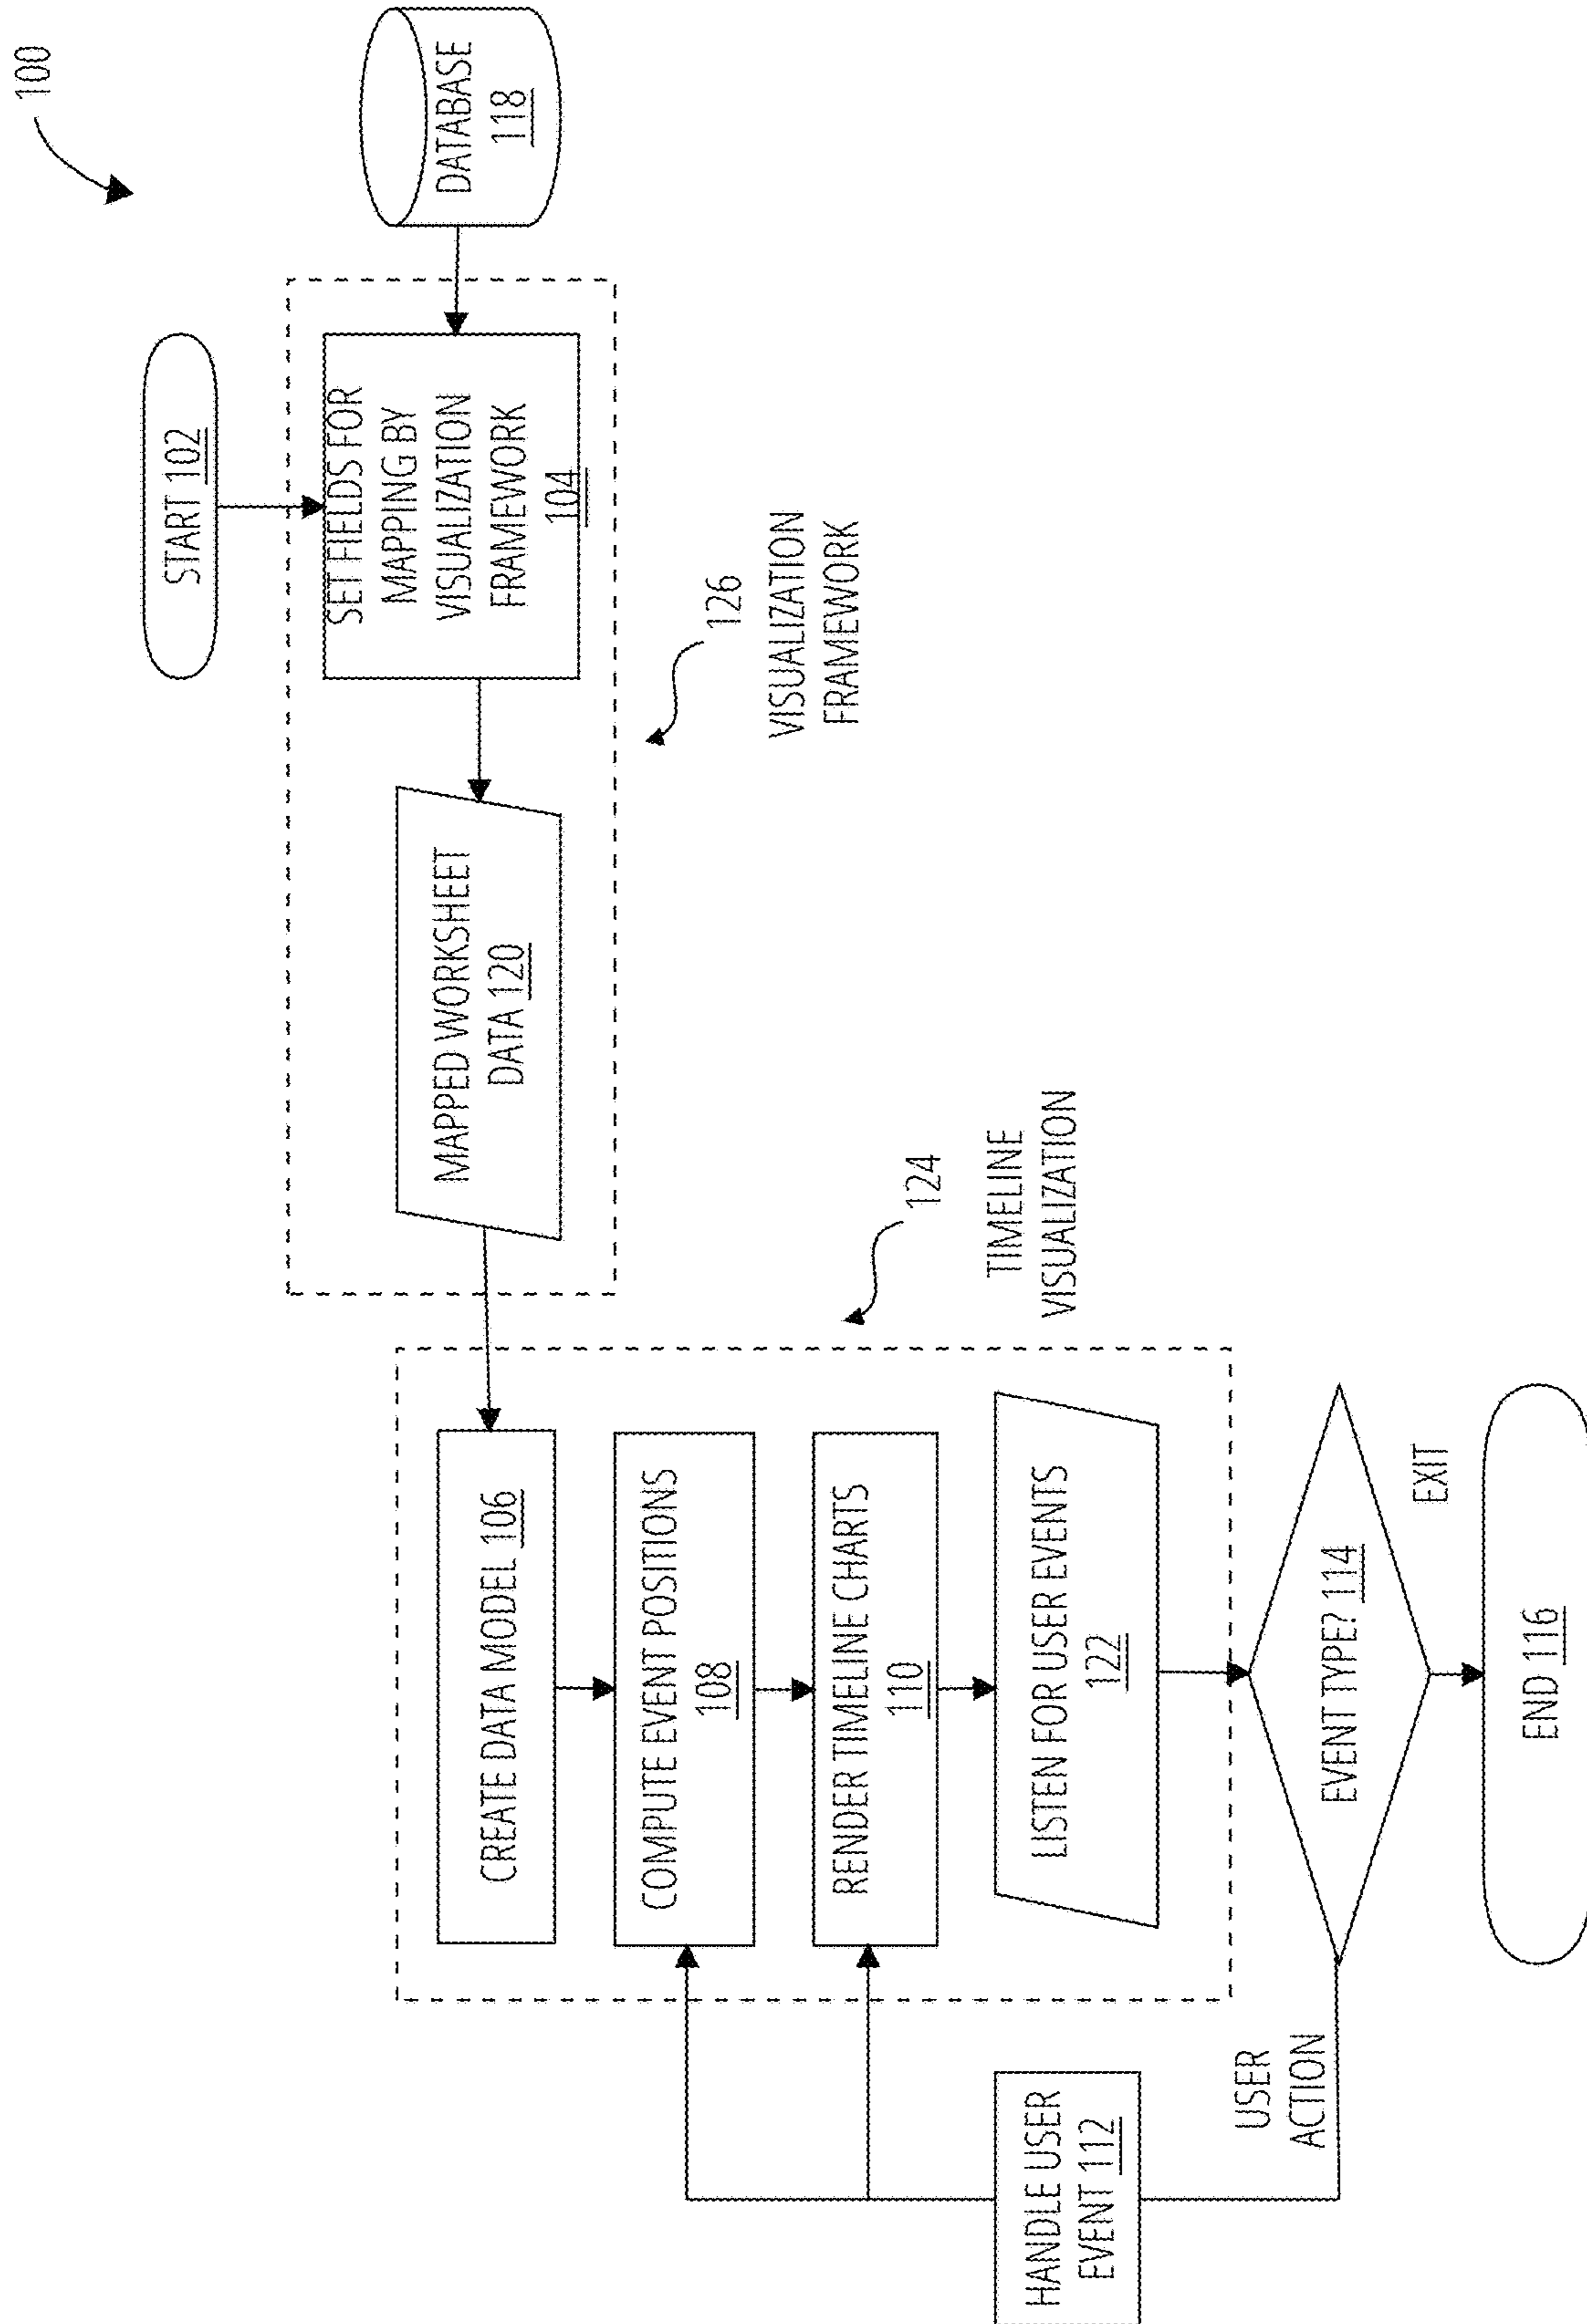 100
START 102
SET FIELDS FOR
MAPPING BY
VISUALIZATION
FRAMEWORK
104
DATABASE
118
MAPPED WORKSHEET
DATA 120
126
VISUALIZATION
FRAMEWORK
CREATE DATA MODEL 106
COMPUTE EVENT POSITIONS
108
RENDER TIMELINE CHARTS
110
LISTEN FOR USER EVENTS
122
124
TIMELINE
VISUALIZATION
HANDLE USER
EVENT 112
USER
ACTION
EVENT TYPE? 114
EXIT
END 116